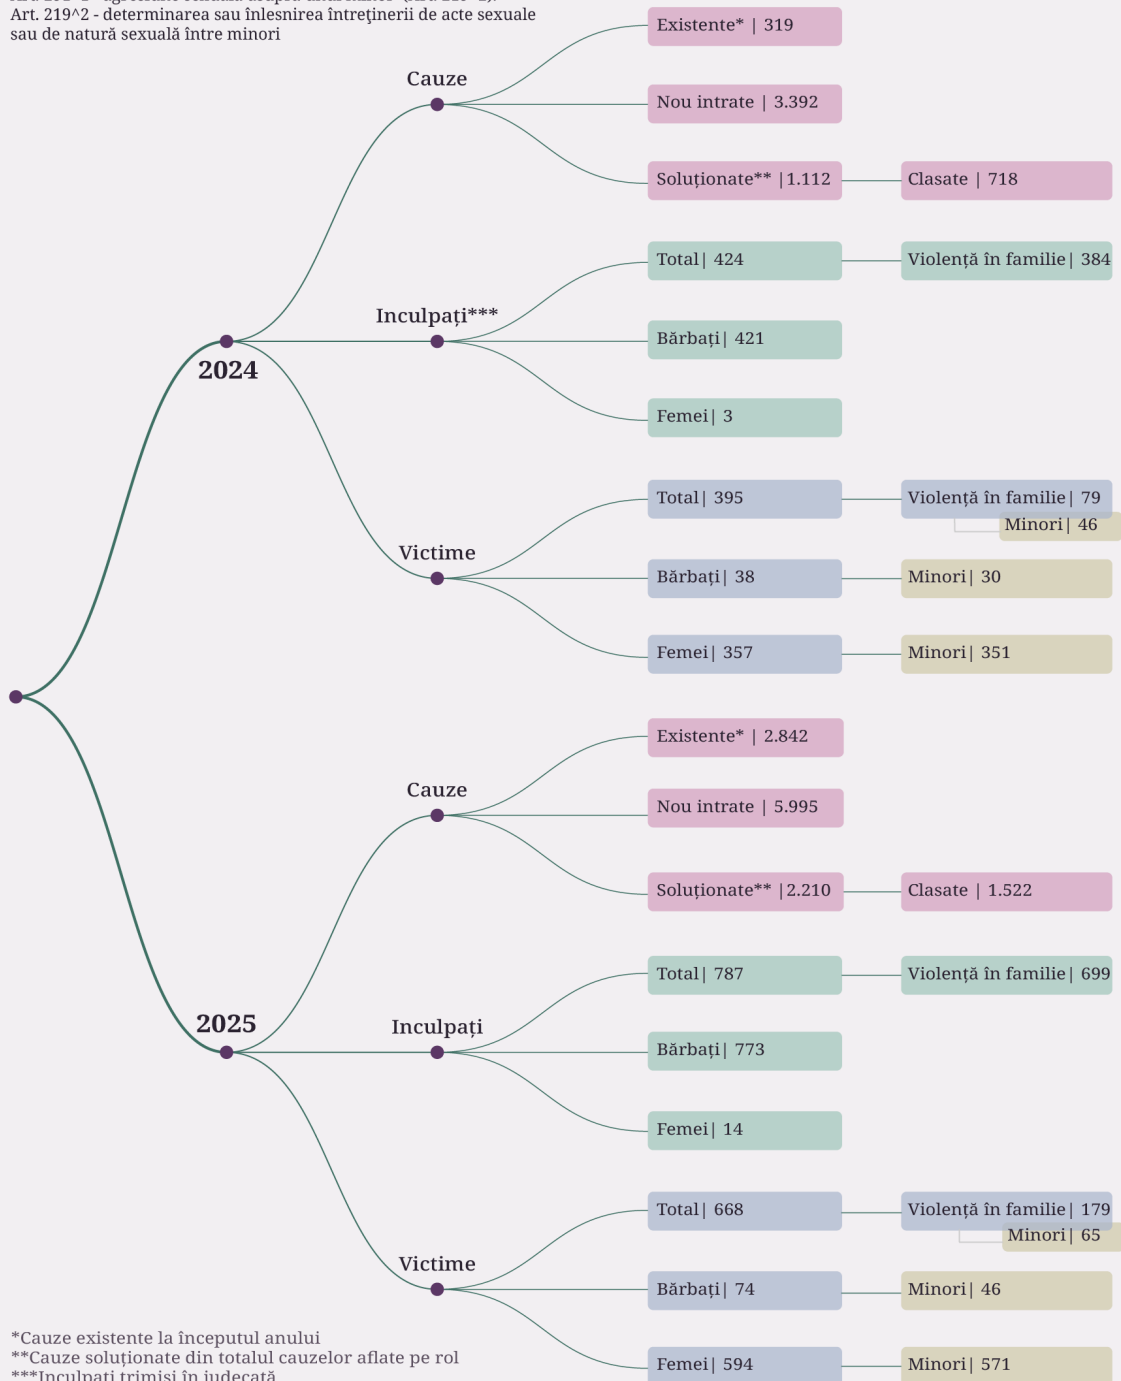 Art. 219^2 - determinarea sau înlesnirea întreţinerii de acte sexuale
sau de natură sexuală între minori
Existente* | 319
Cauze
Nou intrate | 3.392
Soluționate** |1.112
Clasate | 718
Total| 424
Violență în familie| 384
Inculpați***
Bărbați| 421
2024
Femei| 3
Total| 395
Violență în familie| 79
Minori| 46
Victime
Bărbați| 38
Minori| 30
Femei| 357
Minori| 351
Existente* | 2.842
Cauze
Nou intrate | 5.995
Soluționate** |2.210
Clasate | 1.522
Total| 787
Violență în familie| 699
2025
Inculpați
Bărbați| 773
Femei| 14
Total| 668
Violență în familie| 179
Minori| 65
Victime
Bărbați| 74
Minori| 46
*Cauze existente la începutul anului
**Cauze soluționate din totalul cauzelor aflate pe rol
Femei| 594
Minori| 571
***Inculpați trimiși în judecată